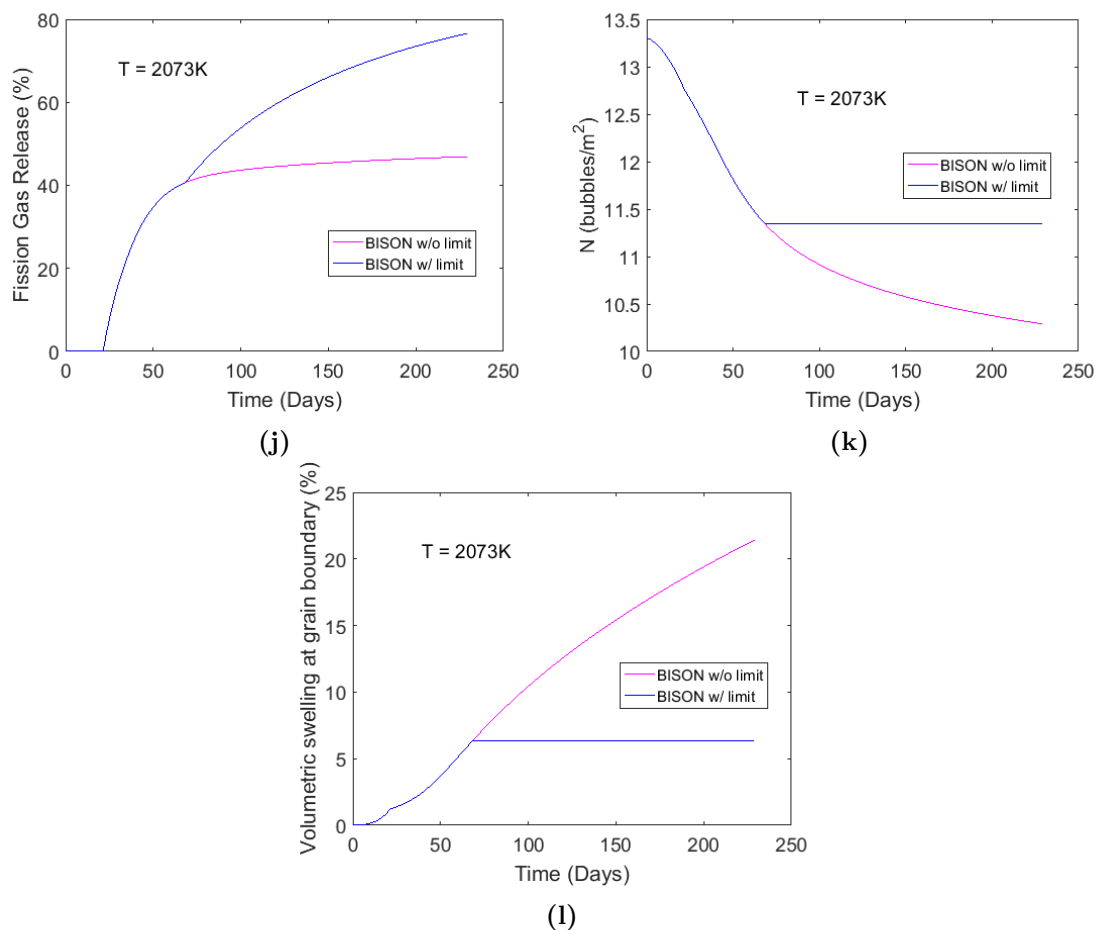 80
60
40
20
0
Fission Gas Release (%)
T = 2073K
BISON w/o limit
BISON w/ limit
0 50 100 150 200 250
Time (Days)
(j)
13.5
13
12.5
12
11.5
11
10.5
10
N (bubbles/m²)
T = 2073K
BISON w/o limit
BISON w/ limit
0 50 100 150 200 250
Time (Days)
(k)
25
20
15
10
5
0
Volumetric swelling at grain boundary (%)
T = 2073K
BISON w/o limit
BISON w/ limit
0 50 100 150 200 250
Time (Days)
(l)